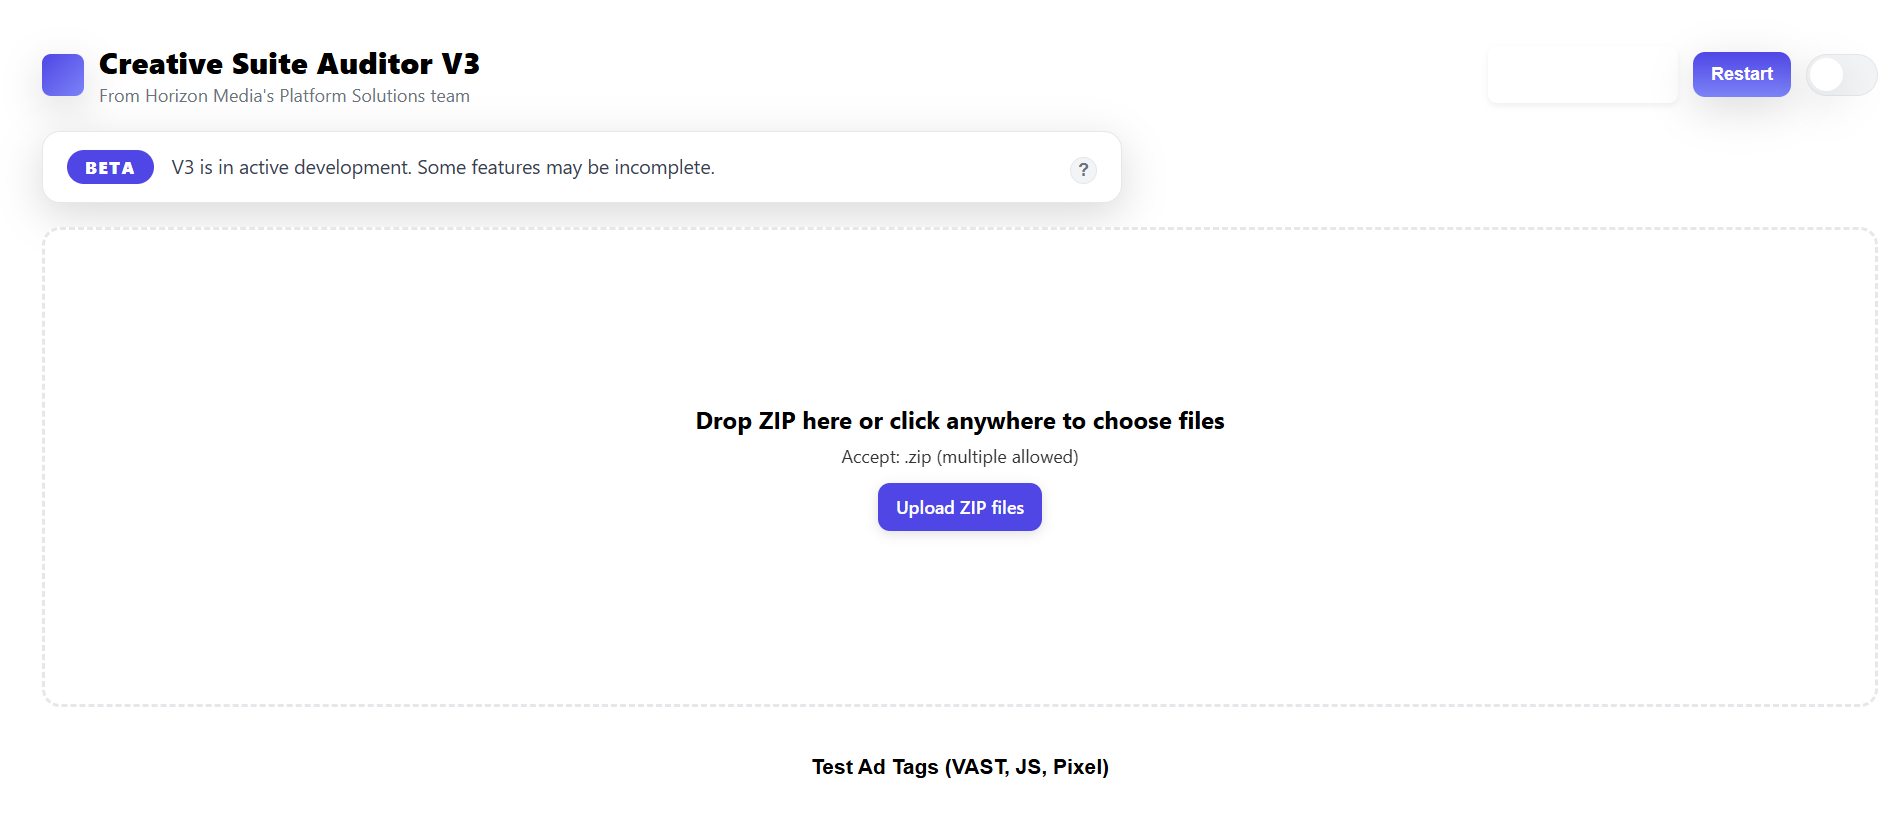 Creative Suite Auditor V3
From Horizon Media's Platform Solutions team
Restart
BETA V3 is in active development. Some features may be incomplete. ?
Drop ZIP here or click anywhere to choose files
Accept: .zip (multiple allowed)
Upload ZIP files
Test Ad Tags (VAST, JS, Pixel)